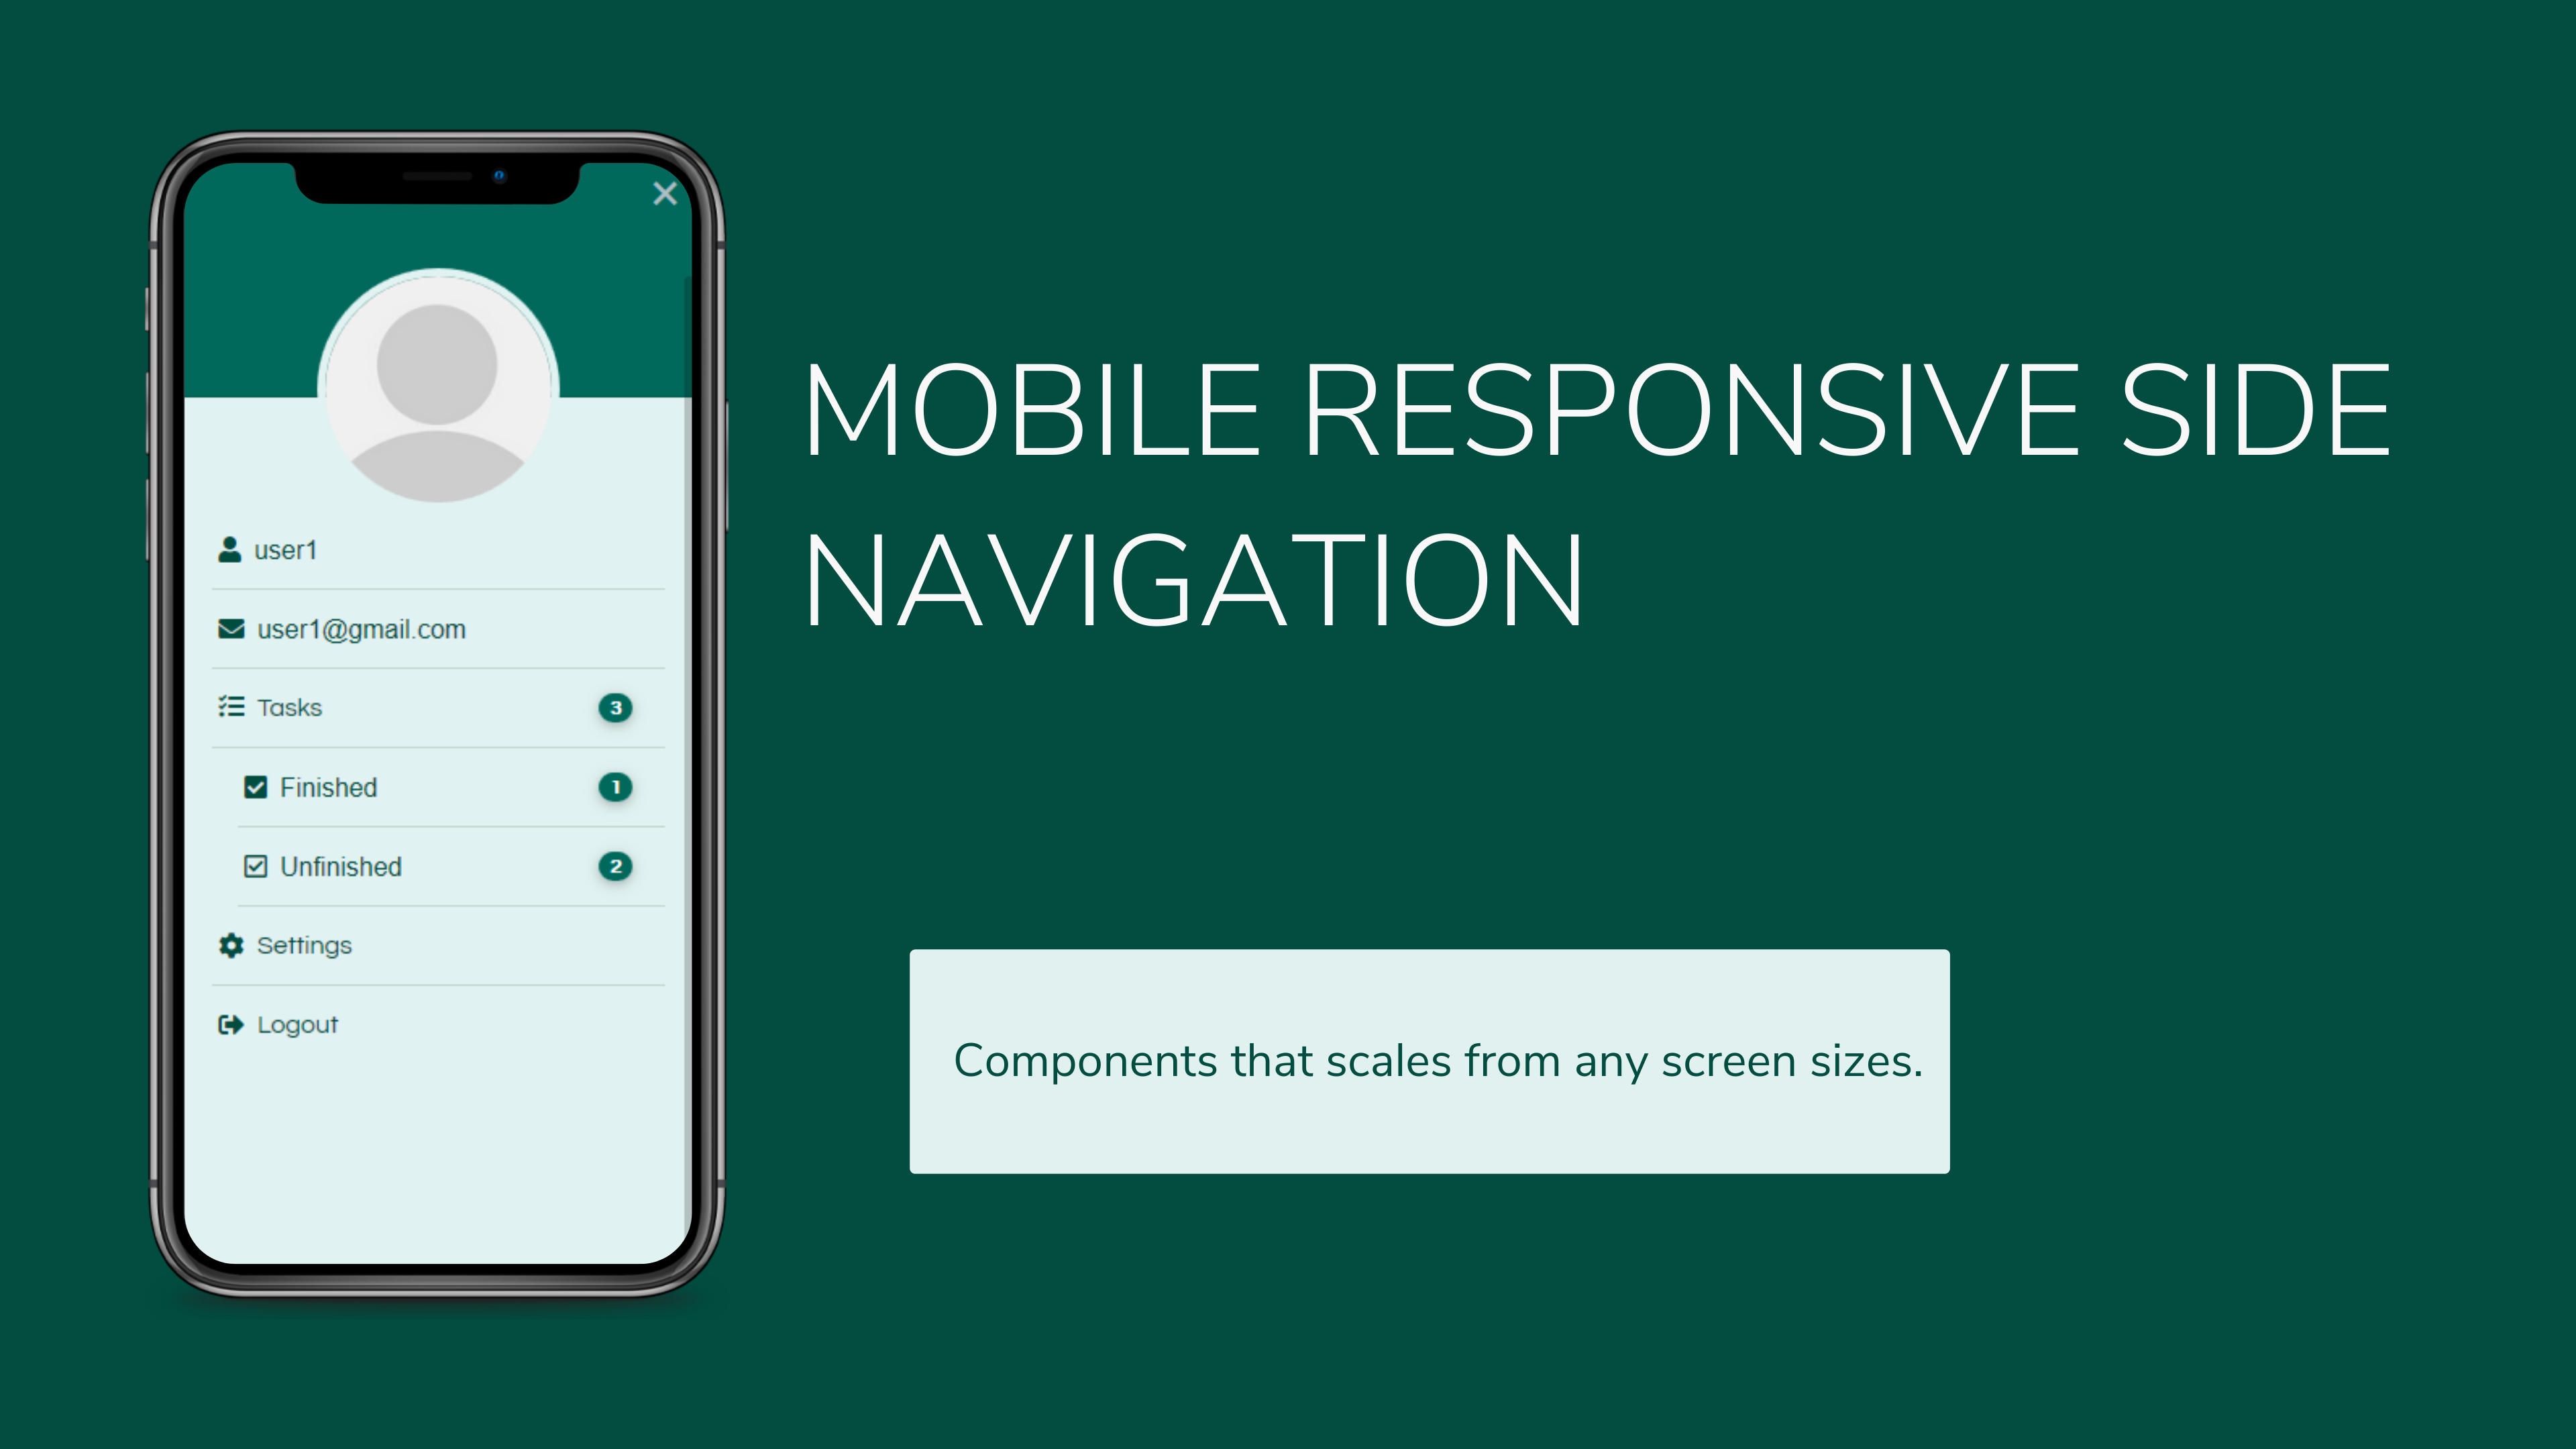 MOBILE RESPONSIVE SIDE
NAVIGATION
user1
user1@gmail.com
Tasks 3
Finished 1
Unfinished 2
Settings
Logout
Components that scales from any screen sizes.